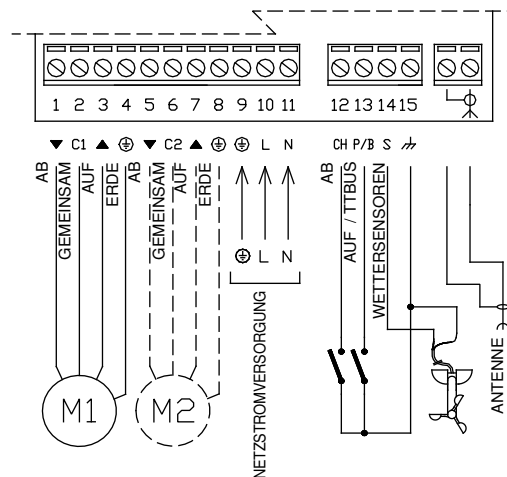 1 2 3 4 5 6 7 8 9 10 11 12 13 14 15
C1 C2 L N CH P/B S
AB
GEMEINSAM
AUF
ERDE
AB
GEMEINSAM
AUF
ERDE
L N
NETZSTROMVERSORGUNG
AB
AUF / TTBUS
WETTERSENSOREN
ANTENNE
M1 M2